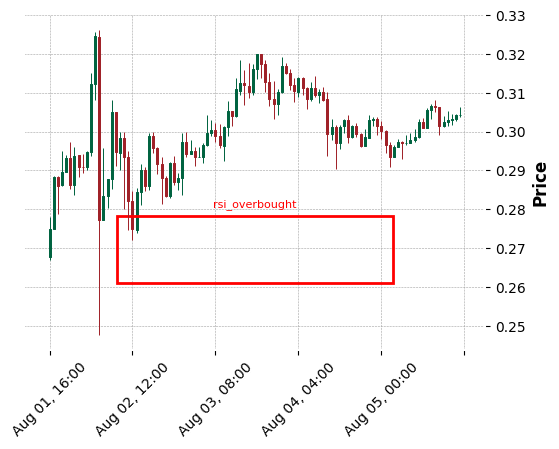 0.33
0.32
0.31
0.30
0.29
0.28
0.27
0.26
0.25
Price
rsi_overbought
Aug 01, 16:00
Aug 02, 12:00
Aug 03, 08:00
Aug 04, 04:00
Aug 05, 00:00